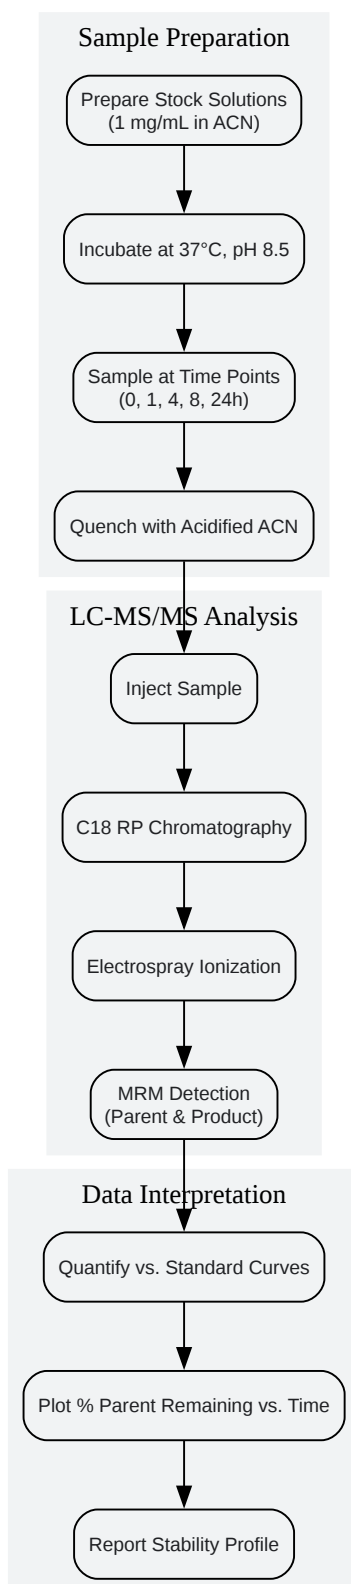 Sample Preparation
Prepare Stock Solutions
(1 mg/mL in ACN)
Incubate at 37°C, pH 8.5
Sample at Time Points
(0, 1, 4, 8, 24h)
Quench with Acidified ACN
LC-MS/MS Analysis
Inject Sample
C18 RP Chromatography
Electrospray Ionization
MRM Detection
(Parent & Product)
Data Interpretation
Quantify vs. Standard Curves
Plot % Parent Remaining vs. Time
Report Stability Profile